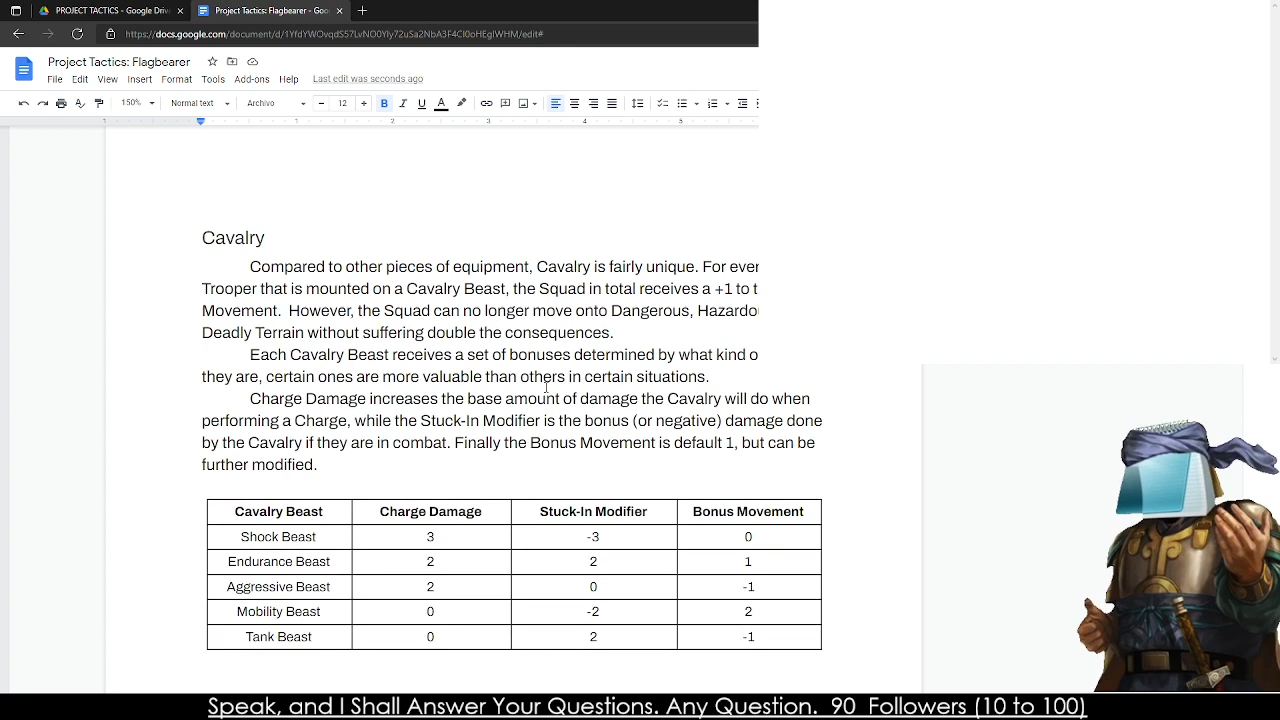 PROJECT TACTICS - Google Driv
Project Tactics: Flagbearer - Goo
https://docs.google.com/document/d/1YfdYWOvqdS57LvNO0Yly72uSa2NbA3F4Cl0oHEglWHM/edit#
Project Tactics: Flagbearer
File Edit View Insert Format Tools Add-ons Help Last edit was seconds ago
150% Normal text Archivo 12
Cavalry
Compared to other pieces of equipment, Cavalry is fairly unique. For ever
Trooper that is mounted on a Cavalry Beast, the Squad in total receives a +1 to t
Movement. However, the Squad can no longer move onto Dangerous, Hazardou
Deadly Terrain without suffering double the consequences.
Each Cavalry Beast receives a set of bonuses determined by what kind o
they are, certain ones are more valuable than others in certain situations.
Charge Damage increases the base amount of damage the Cavalry will do when
performing a Charge, while the Stuck-In Modifier is the bonus (or negative) damage done
by the Cavalry if they are in combat. Finally the Bonus Movement is default 1, but can be
further modified.
Cavalry Beast Charge Damage Stuck-In Modifier Bonus Movement
Shock Beast 3 -3 0
Endurance Beast 2 2 1
Aggressive Beast 2 0 -1
Mobility Beast 0 -2 2
Tank Beast 0 2 -1
Speak, and I Shall Answer Your Questions. Any Question. 90 Followers (10 to 100)